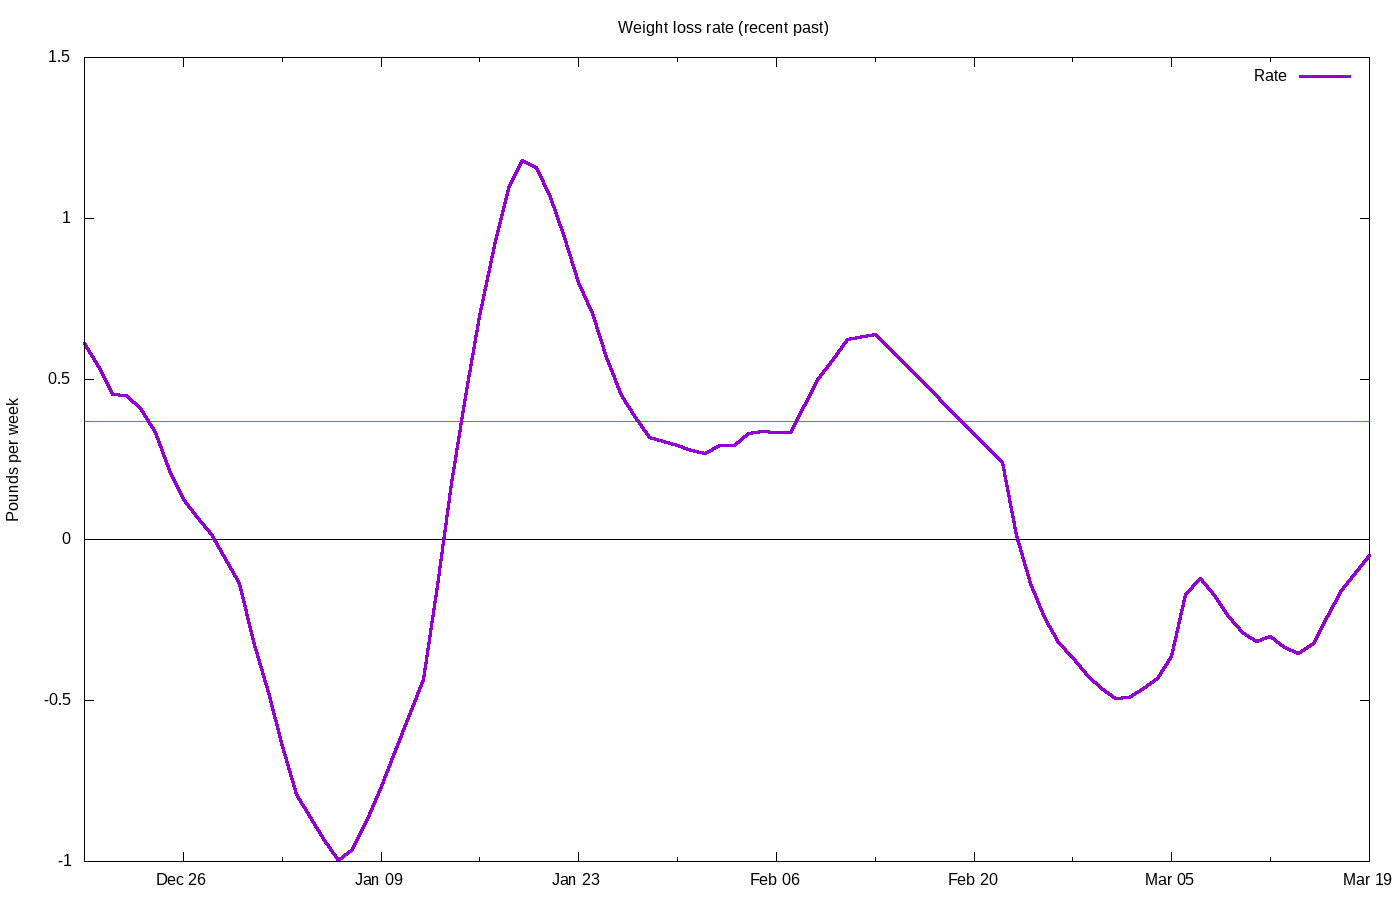 Weight loss rate (recent past)
Rate
Pounds per week
1.5
1
0.5
0
-0.5
-1
Dec 26
Jan 09
Jan 23
Feb 06
Feb 20
Mar 05
Mar 19